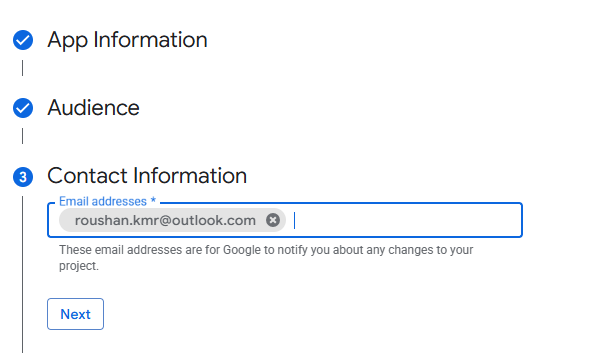 App Information
Audience
3 Contact Information
Email addresses *
roushan.kmr@outlook.com
These email addresses are for Google to notify you about any changes to your
project.
Next